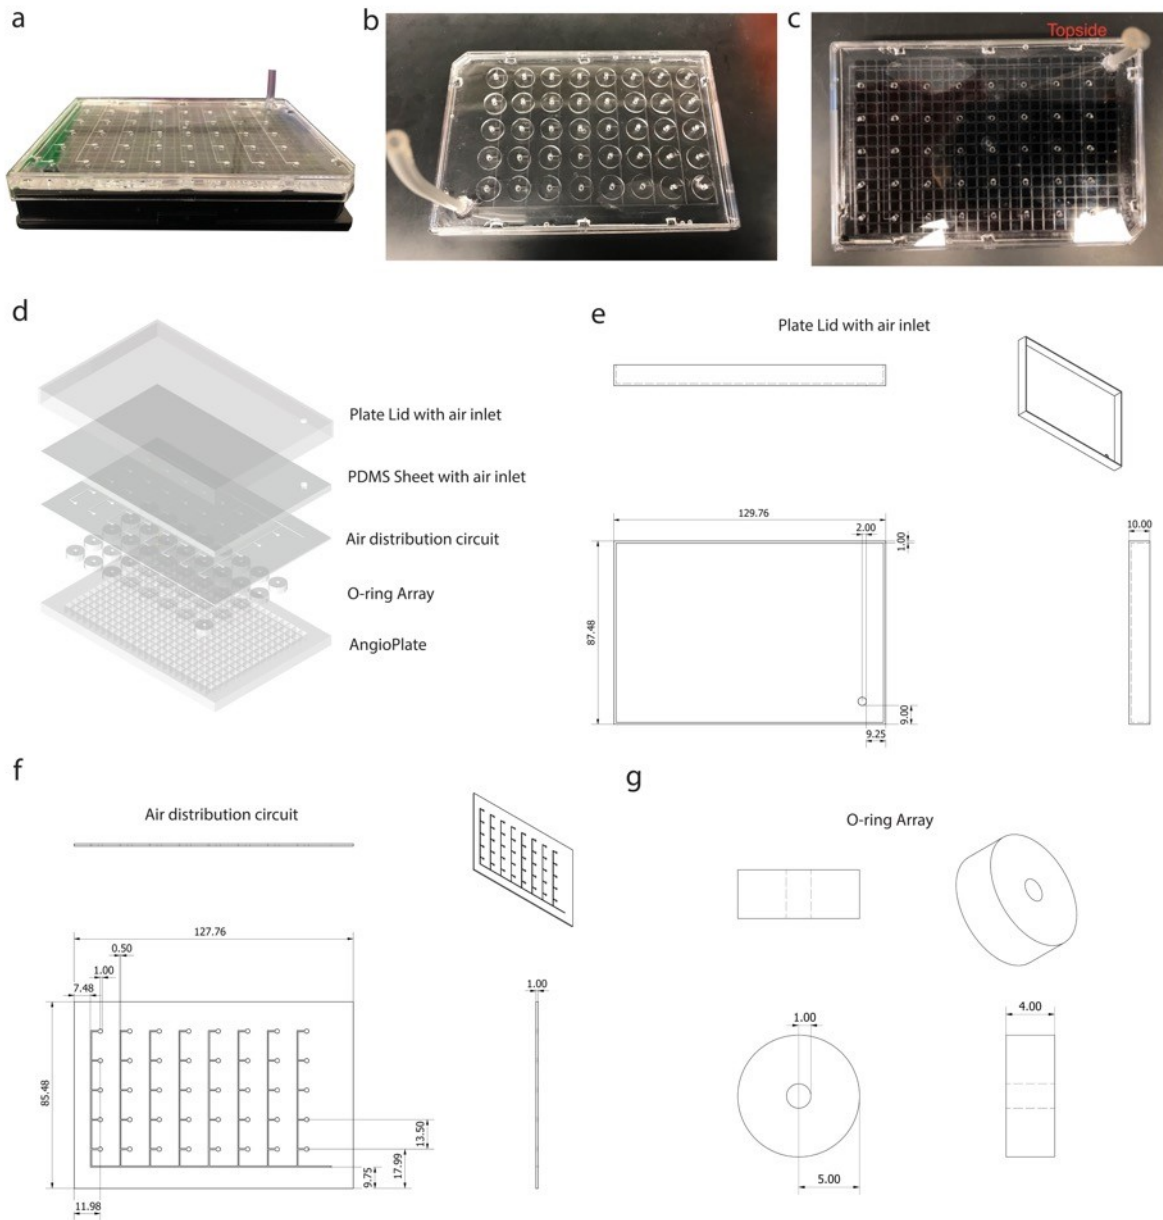 a
b
c
Topside
d
Plate Lid with air inlet
PDMS Sheet with air inlet
Air distribution circuit
O-ring Array
AngioPlate
e
Plate Lid with air inlet
129.76
2.00
1.00
87.48
9.00
9.25
10.00
f
Air distribution circuit
127.76
0.50
1.00
7.48
85.48
13.50
17.99
9.75
11.98
1.00
g
O-ring Array
1.00
5.00
4.00